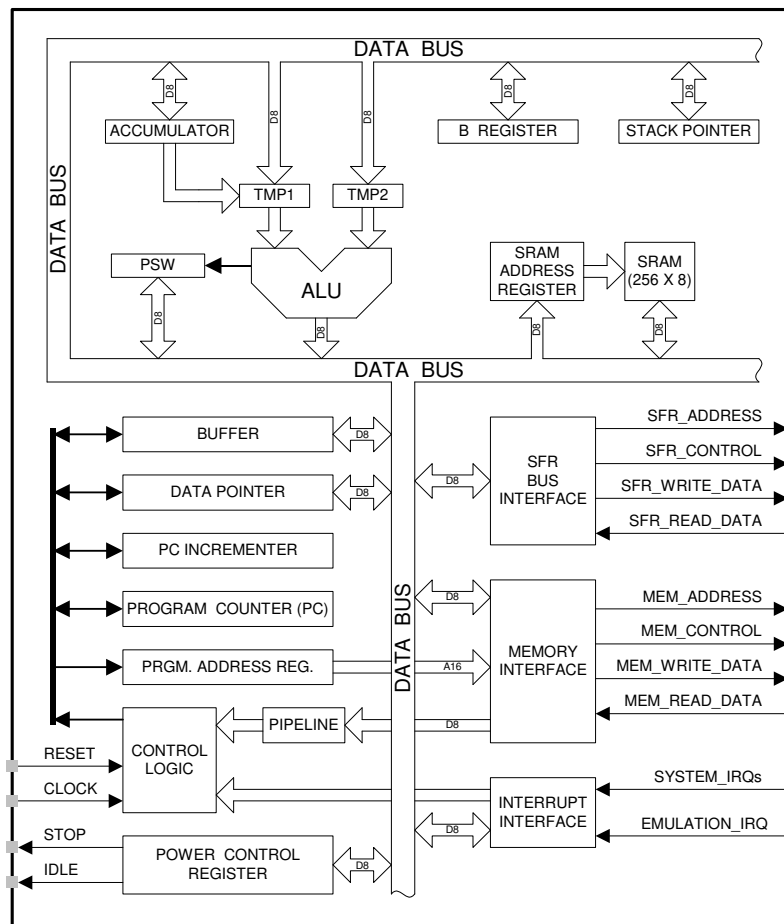 DATA BUS
D8
D8
D8
D8
D8
ACCUMULATOR
B REGISTER
STACK POINTER
DATA BUS
TMP1
TMP2
PSW
ALU
SRAM
ADDRESS
REGISTER
SRAM
(256 X 8)
D8
D8
D8
D8
DATA BUS
BUFFER
D8
DATA POINTER
D8
PC INCREMENTER
PROGRAM COUNTER (PC)
PRGM. ADDRESS REG.
A16
DATA BUS
D8
SFR
BUS
INTERFACE
SFR_ADDRESS
SFR_CONTROL
SFR_WRITE_DATA
SFR_READ_DATA
D8
MEMORY
INTERFACE
MEM_ADDRESS
MEM_CONTROL
MEM_WRITE_DATA
MEM_READ_DATA
CONTROL
LOGIC
PIPELINE
D8
RESET
CLOCK
INTERRUPT
INTERFACE
D8
SYSTEM_IRQs
EMULATION_IRQ
STOP
IDLE
POWER CONTROL
REGISTER
D8